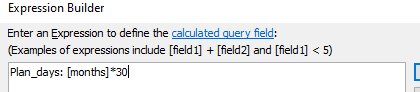 Expression Builder
Enter an Expression to define the calculated query field:
(Examples of expressions include [field1] + [field2] and [field1] < 5)
Plan_days: [months]*30